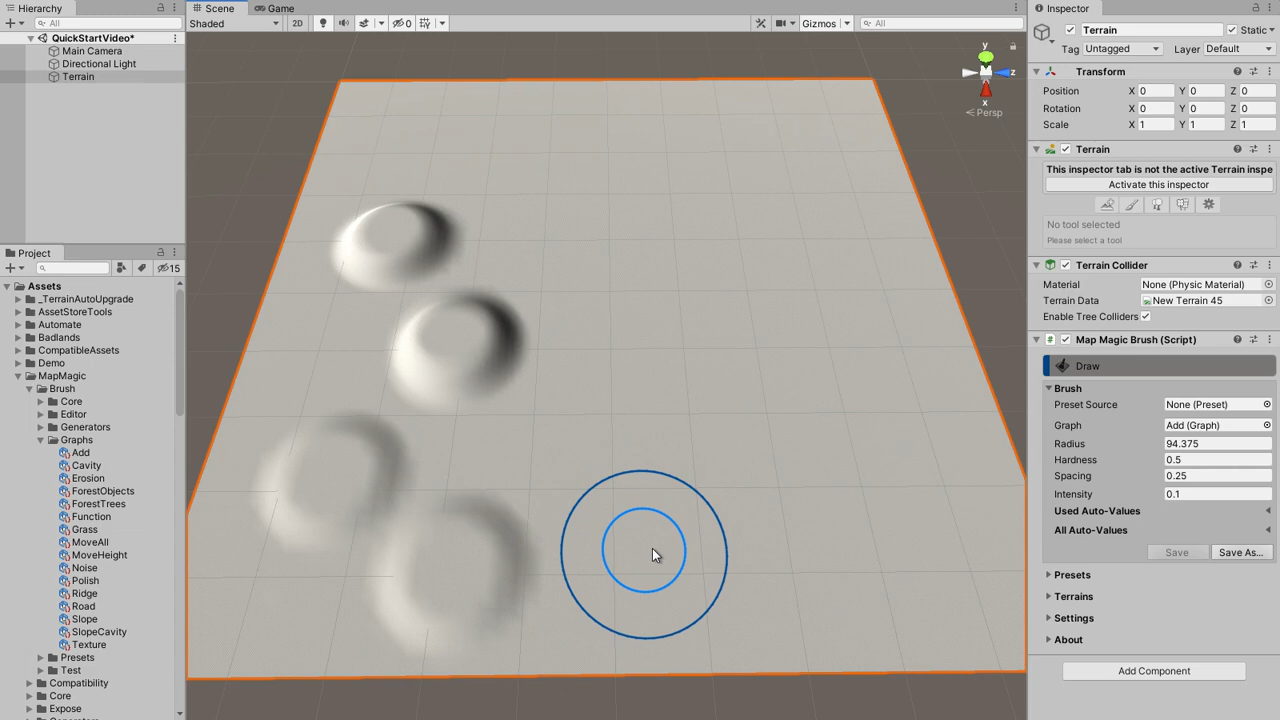 Hierarchy
All
QuickStartVideo*
Main Camera
Directional Light
Terrain
Project
15
Assets
_TerrainAutoUpgrade
AssetStoreTools
Automate
Badlands
CompatibleAssets
Demo
MapMagic
Brush
Core
Editor
Generators
Graphs
Add
Cavity
Erosion
ForestObjects
ForestTrees
Function
Grass
MoveAll
MoveHeight
Noise
Polish
Ridge
Road
Slope
SlopeCavity
Texture
Presets
Test
Compatibility
Core
Expose
Scene
Game
Shaded
2D
0
Gizmos
All
y
z
x
Persp
Inspector
Terrain
Static
Tag Untagged Layer Default
Transform
Position X 0 Y 0 Z 0
Rotation X 0 Y 0 Z 0
Scale X 1 Y 1 Z 1
Terrain
This inspector tab is not the active Terrain inspe
Activate this inspector
No tool selected
Please select a tool
Terrain Collider
Material None (Physic Material)
Terrain Data New Terrain 45
Enable Tree Colliders
Map Magic Brush (Script)
Draw
Brush
Preset Source None (Preset)
Graph Add (Graph)
Radius 94.375
Hardness 0.5
Spacing 0.25
Intensity 0.1
Used Auto-Values
All Auto-Values
Save Save As...
Presets
Terrains
Settings
About
Add Component